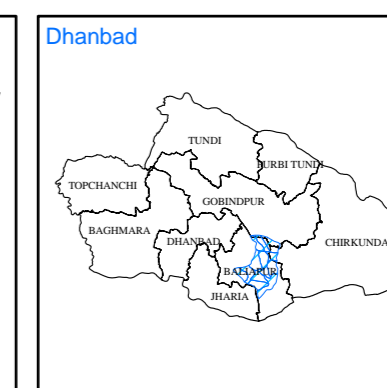 Dhanbad
TUNDI
PURBI TUNDI
TOPCHANCHI
GOBINDPUR
BAGHMARA
DHANBAD
CHIRKUNDA
BALIAPUR
JHARIA